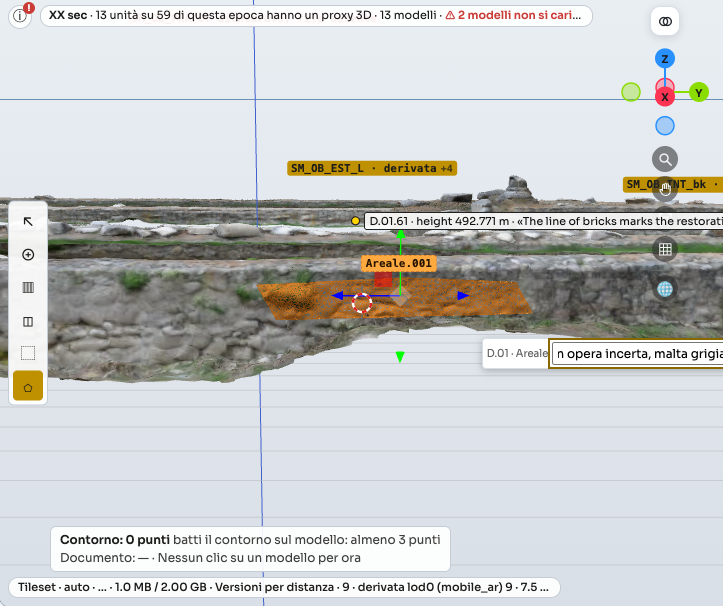 XX sec · 13 unità su 59 di questa epoca hanno un proxy 3D · 13 modelli · ⚠ 2 modelli non si cari...
Z
X
Y
SM_OB_EST_L · derivata +4
SM_OB_INT_bk ·
D.01.61 · height 492.771 m · «The line of bricks marks the restorati
Areale.001
D.01 · Areale
n opera incerta, malta grigia
Contorno: 0 punti batti il contorno sul modello: almeno 3 punti
Documento: — · Nessun clic su un modello per ora
Tileset · auto · ... · 1.0 MB / 2.00 GB · Versioni per distanza · 9 · derivata lod0 (mobile_ar) 9 · 7.5 ...